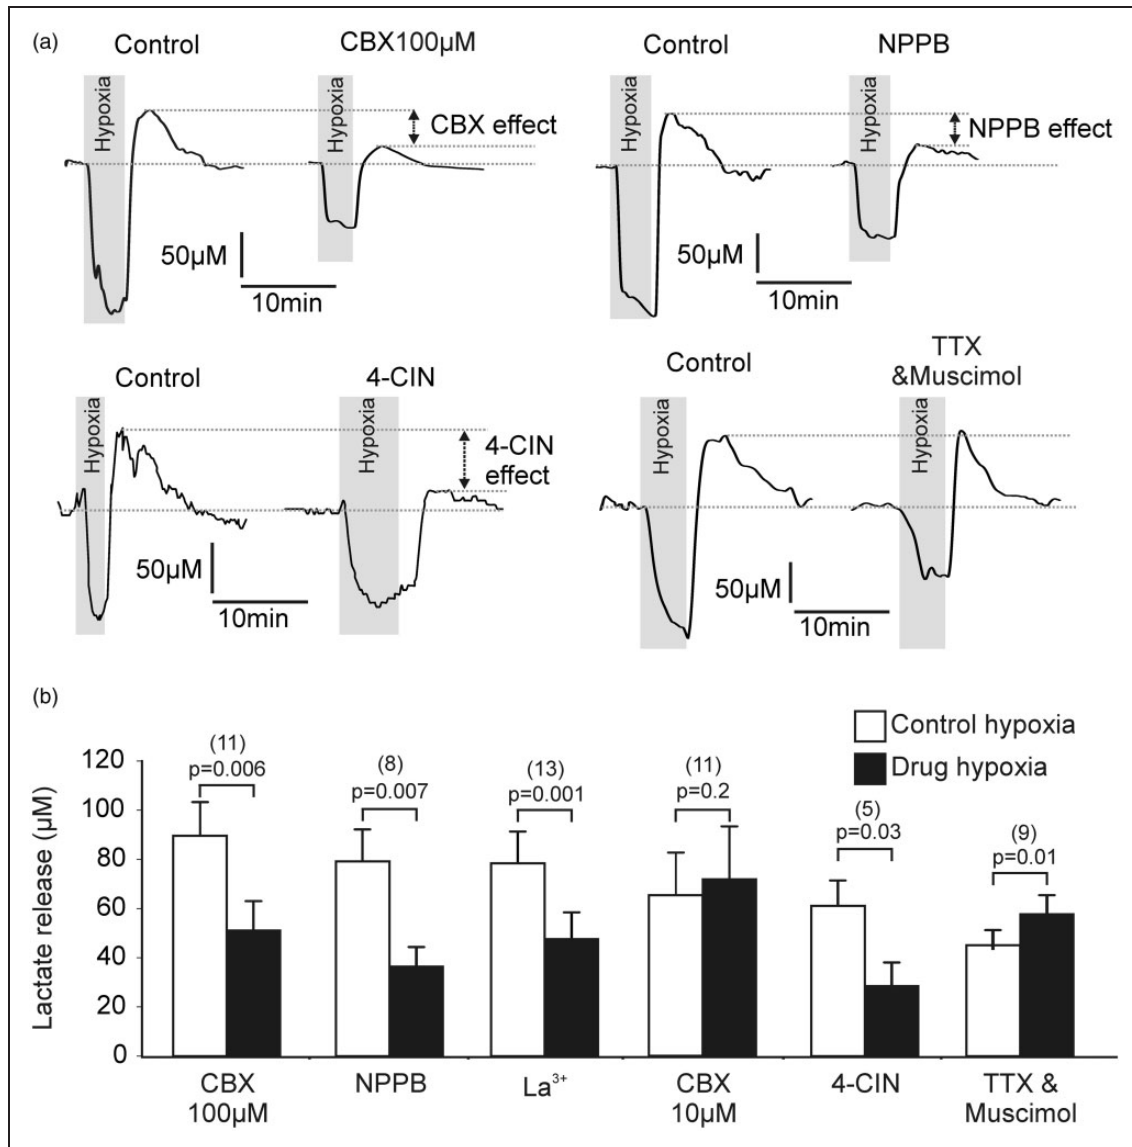 (a)
Control
CBX100µM
Hypoxia
Hypoxia
CBX effect
50µM
10min
Control
NPPB
Hypoxia
Hypoxia
NPPB effect
50µM
10min
Control
4-CIN
Hypoxia
Hypoxia
4-CIN
effect
50µM
10min
Control
TTX
&Muscimol
Hypoxia
Hypoxia
50µM
10min
(b)
Control hypoxia
Drug hypoxia
Lactate release (µM)
120
100
80
60
40
20
0
(11)
p=0.006
(8)
p=0.007
(13)
p=0.001
(11)
p=0.2
(5)
p=0.03
(9)
p=0.01
CBX
100µM
NPPB
La³⁺
CBX
10µM
4-CIN
TTX &
Muscimol